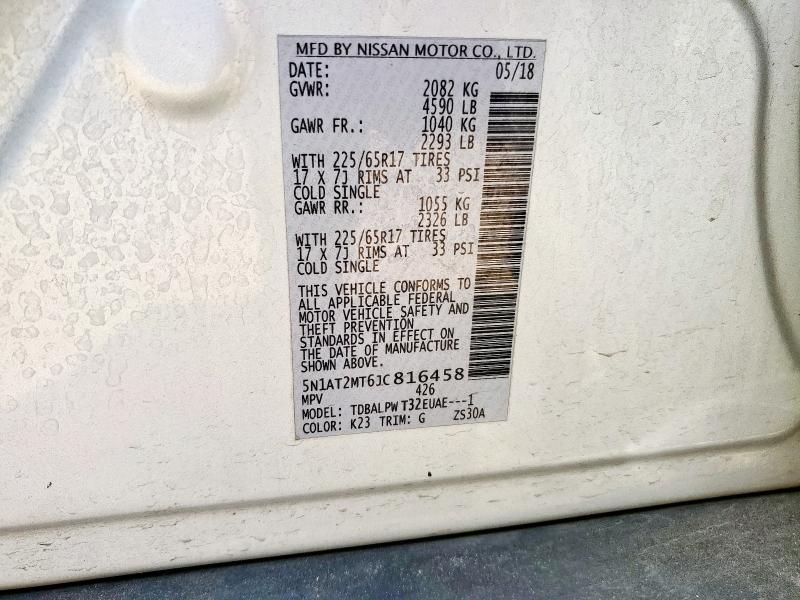 MFD BY NISSAN MOTOR CO., LTD.
DATE: 05/18
GVWR: 2082 KG
4590 LB
GAWR FR.: 1040 KG
2293 LB
WITH 225/65R17 TIRES
17 X 7J RIMS AT 33 PSI
COLD SINGLE
GAWR RR.: 1055 KG
2326 LB
WITH 225/65R17 TIRES
17 X 7J RIMS AT 33 PSI
COLD SINGLE
THIS VEHICLE CONFORMS TO
ALL APPLICABLE FEDERAL
MOTOR VEHICLE SAFETY AND
THEFT PREVENTION
STANDARDS IN EFFECT ON
THE DATE OF MANUFACTURE
SHOWN ABOVE.
5N1AT2MT6JC816458
MPV 426
MODEL: TDBALPWT32EUAE---1
COLOR: K23 TRIM: G ZS30A